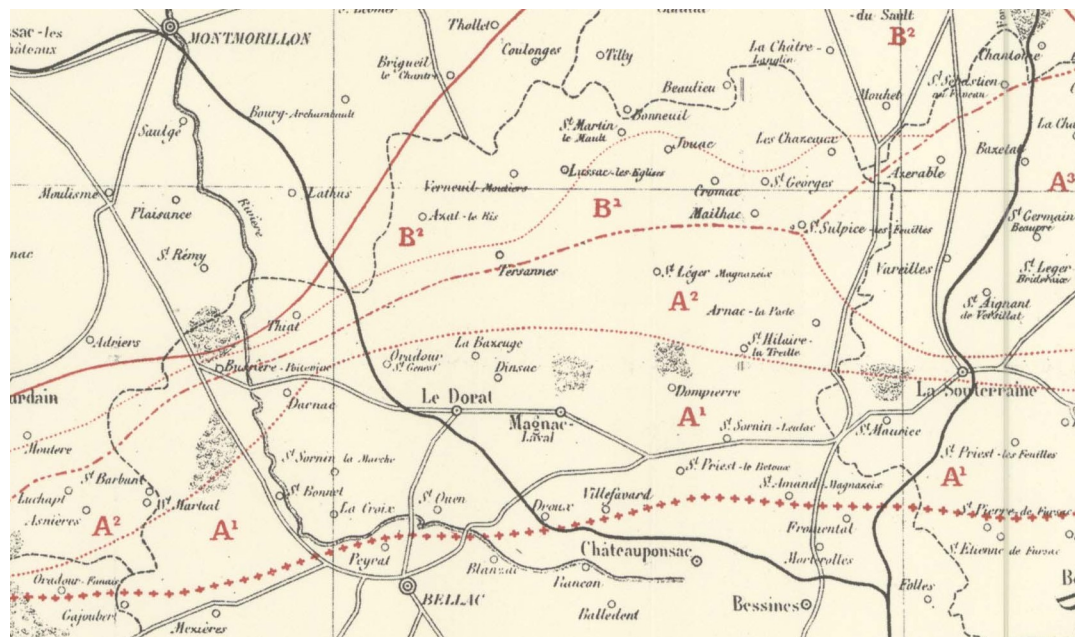 Thollet
-du Sault
MONTMORILLON
Coulonges
Tilly
B²
La Châtre-
Langlin
Chantome
Brigueil
le Chantre
Beaulieu
St Sébastien
Mouhet
Bourg-Archambault
Bonneuil
Saulgé
St Martin
le Mault
Jouac
Les Chazeaux
Bazelat
Azerable
Lussac-les-Eglises
Moulisme
Lathus
Verneuil-Moutiers
Cromac
St Georges
A³
Plaisance
Rivière
Azat-le-Ris
B¹
Mailhac
St Sulpice-les-Feuilles
St Germain
Beaupré
B²
St Rémy
Tersannes
St Léger Magnazeix
Vareilles
St Leger
Bridereix
A²
St Aignant
de Versillat
Thiat
Arnac-la-Poste
Adriers
La Bazeuge
St Hilaire-
la Treille
Oradour
St Genest
Dinsac
Bussière-Poitevine
Dompierre
La Souterraine
Darnac
Le Dorat
Magnac-
Laval
A¹
St Maurice
St Sornin-Leulac
Moutere
St Priest-les Feuilles
St Sornin la Marche
St Priest-le Betoux
A¹
St Barbant
St Bonnet
St Amand Magnazeix
Luchapt
St Martial
St Ouen
Villefavard
Asnières
A²
A¹
La Croix
Droux
Fromental
St Pierre-de Fursac
St Etienne de Fursac
Peyrat
Châteauponsac
Morterolles
Blanzac
Rancon
Folles
Gajoubert
BELLAC
Balledent
Bessines
Mezières